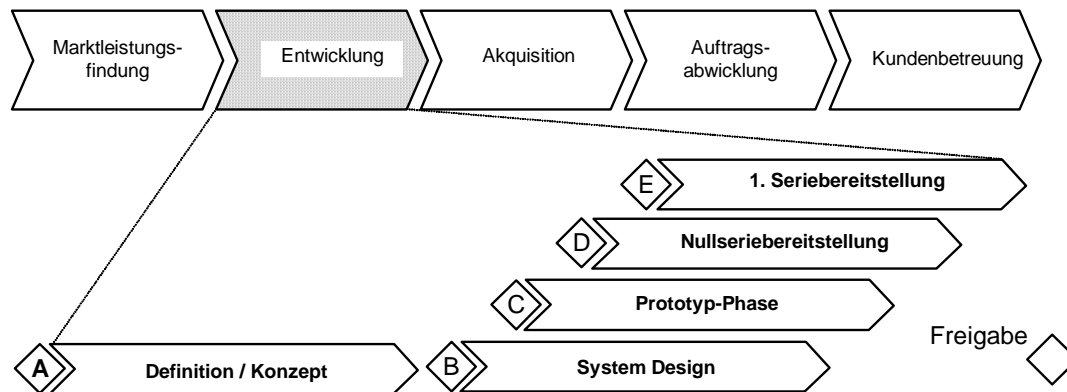 Marktleistungs-
findung
Entwicklung
Akquisition
Auftrags-
abwicklung
Kundenbetreuung
E
1. Seriebereitstellung
D
Nullseriebereitstellung
C
Prototyp-Phase
Freigabe
A
Definition / Konzept
B
System Design